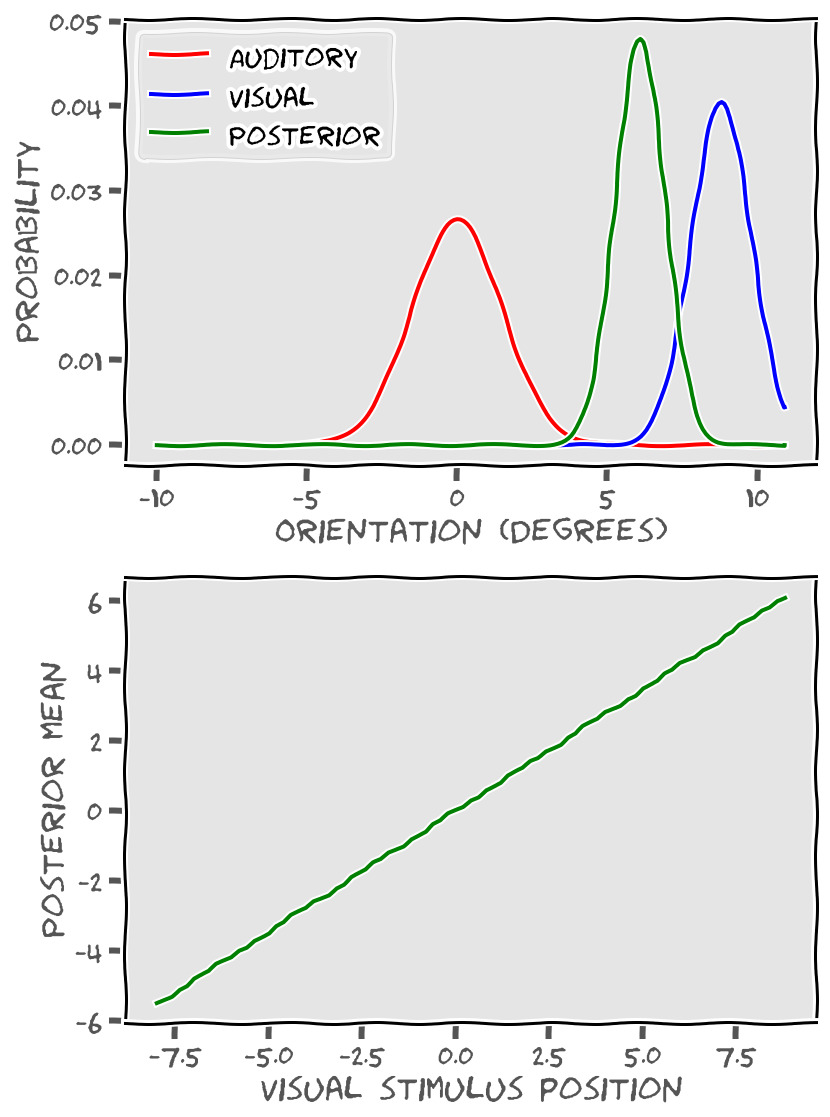 0.05
0.04
0.03
0.02
0.01
0.00
PROBABILITY
AUDITORY
VISUAL
POSTERIOR
-10 -5 0 5 10
ORIENTATION (DEGREES)
6
4
2
0
-2
-4
-6
POSTERIOR MEAN
-7.5 -5.0 -2.5 0.0 2.5 5.0 7.5
VISUAL STIMULUS POSITION